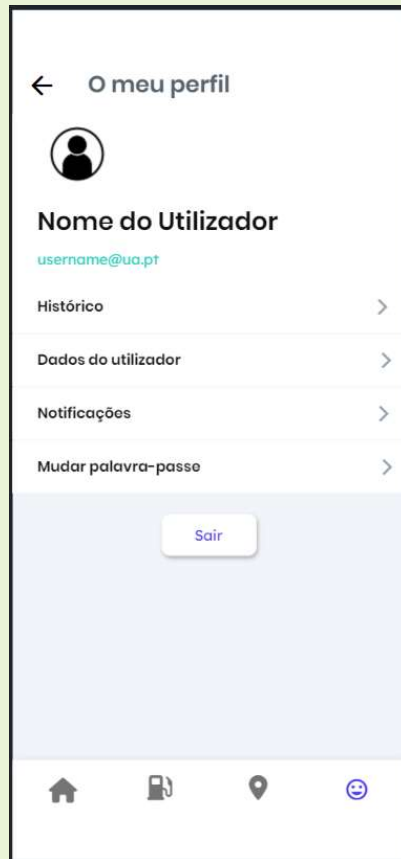 O meu perfil
Nome do Utilizador
username@ua.pt
Histórico
Dados do utilizador
Notificações
Mudar palavra-passe
Sair